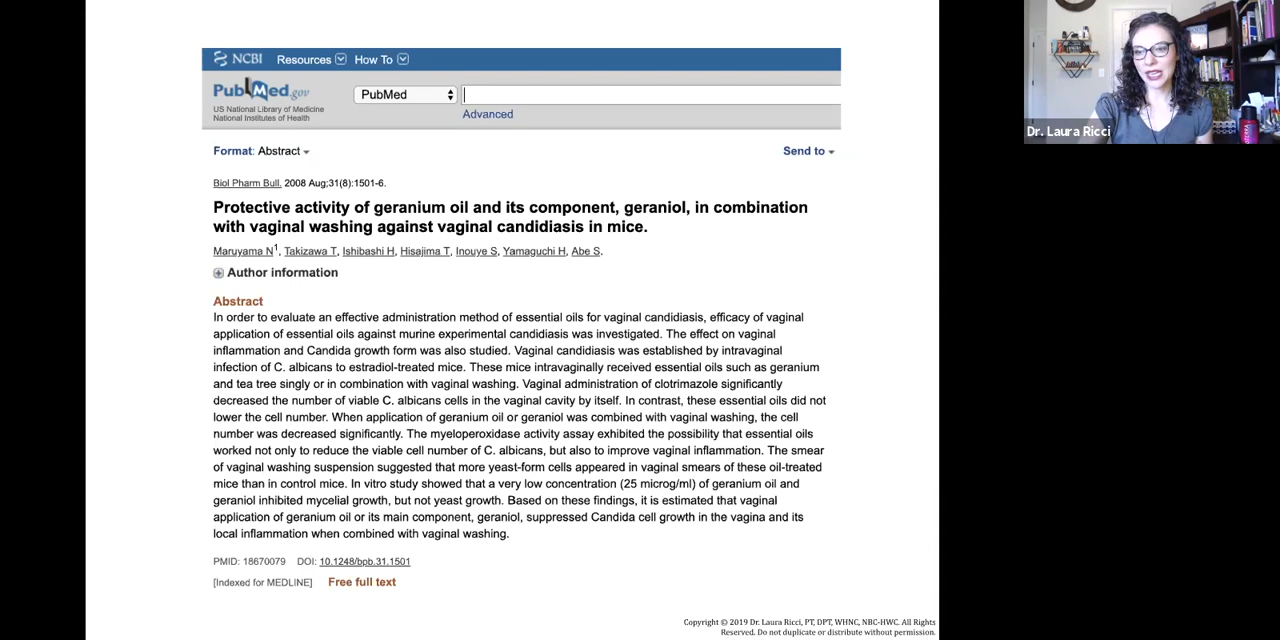 NCBI Resources How To
PubMed.gov
US National Library of Medicine
National Institutes of Health
PubMed
Advanced
Format: Abstract
Send to
Biol Pharm Bull. 2008 Aug;31(8):1501-6.
Protective activity of geranium oil and its component, geraniol, in combination
with vaginal washing against vaginal candidiasis in mice.
Maruyama N1, Takizawa T, Ishibashi H, Hisajima T, Inouye S, Yamaguchi H, Abe S.
Author information
Abstract
In order to evaluate an effective administration method of essential oils for vaginal candidiasis, efficacy of vaginal
application of essential oils against murine experimental candidiasis was investigated. The effect on vaginal
inflammation and Candida growth form was also studied. Vaginal candidiasis was established by intravaginal
infection of C. albicans to estradiol-treated mice. These mice intravaginally received essential oils such as geranium
and tea tree singly or in combination with vaginal washing. Vaginal administration of clotrimazole significantly
decreased the number of viable C. albicans cells in the vaginal cavity by itself. In contrast, these essential oils did not
lower the cell number. When application of geranium oil or geraniol was combined with vaginal washing, the cell
number was decreased significantly. The myeloperoxidase activity assay exhibited the possibility that essential oils
worked not only to reduce the viable cell number of C. albicans, but also to improve vaginal inflammation. The smear
of vaginal washing suspension suggested that more yeast-form cells appeared in vaginal smears of these oil-treated
mice than in control mice. In vitro study showed that a very low concentration (25 microg/ml) of geranium oil and
geraniol inhibited mycelial growth, but not yeast growth. Based on these findings, it is estimated that vaginal
application of geranium oil or its main component, geraniol, suppressed Candida cell growth in the vagina and its
local inflammation when combined with vaginal washing.
PMID: 18670079 DOI: 10.1248/bpb.31.1501
[Indexed for MEDLINE] Free full text
Copyright © 2019 Dr. Laura Ricci, PT, DPT, WHNC, NBC-HWC. All Rights
Reserved. Do not duplicate or distribute without permission.
Dr. Laura Ricci